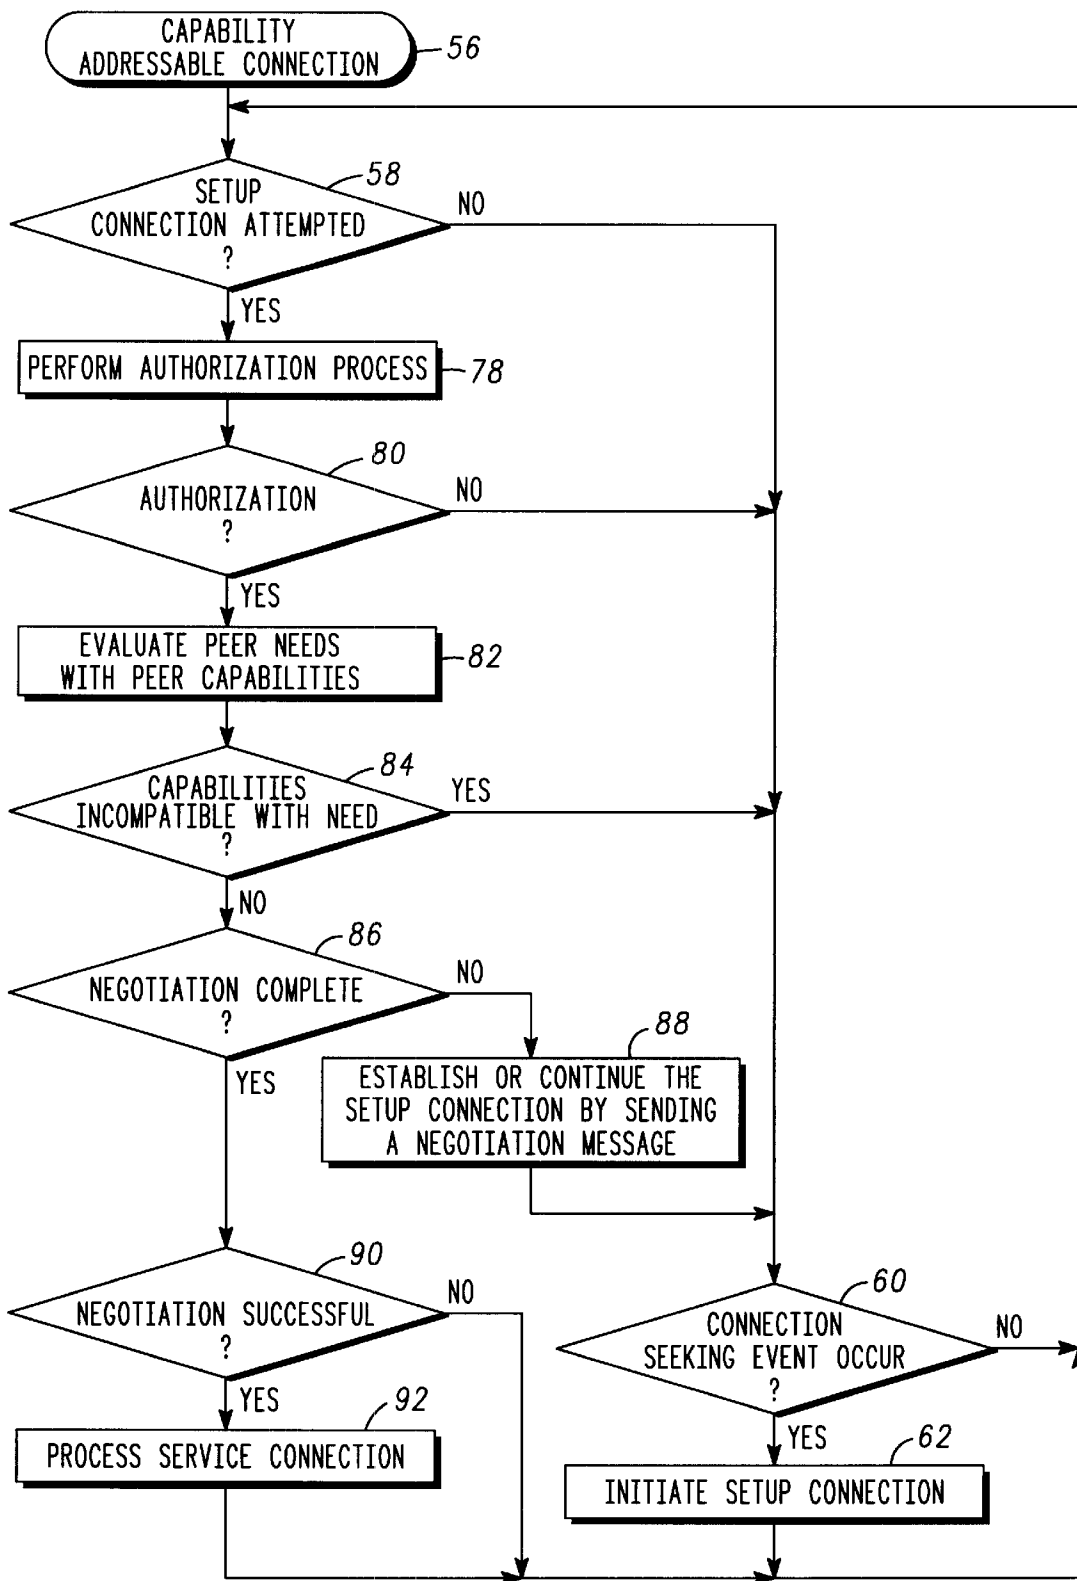 CAPABILITY
ADDRESSABLE CONNECTION
56
58
SETUP
CONNECTION ATTEMPTED
?
NO
YES
PERFORM AUTHORIZATION PROCESS
78
80
AUTHORIZATION
?
NO
YES
EVALUATE PEER NEEDS
WITH PEER CAPABILITIES
82
84
CAPABILITIES
INCOMPATIBLE WITH NEED
?
YES
NO
86
NEGOTIATION COMPLETE
?
NO
YES
88
ESTABLISH OR CONTINUE THE
SETUP CONNECTION BY SENDING
A NEGOTIATION MESSAGE
90
NEGOTIATION SUCCESSFUL
?
NO
YES
92
PROCESS SERVICE CONNECTION
60
CONNECTION
SEEKING EVENT OCCUR
?
NO
YES
62
INITIATE SETUP CONNECTION